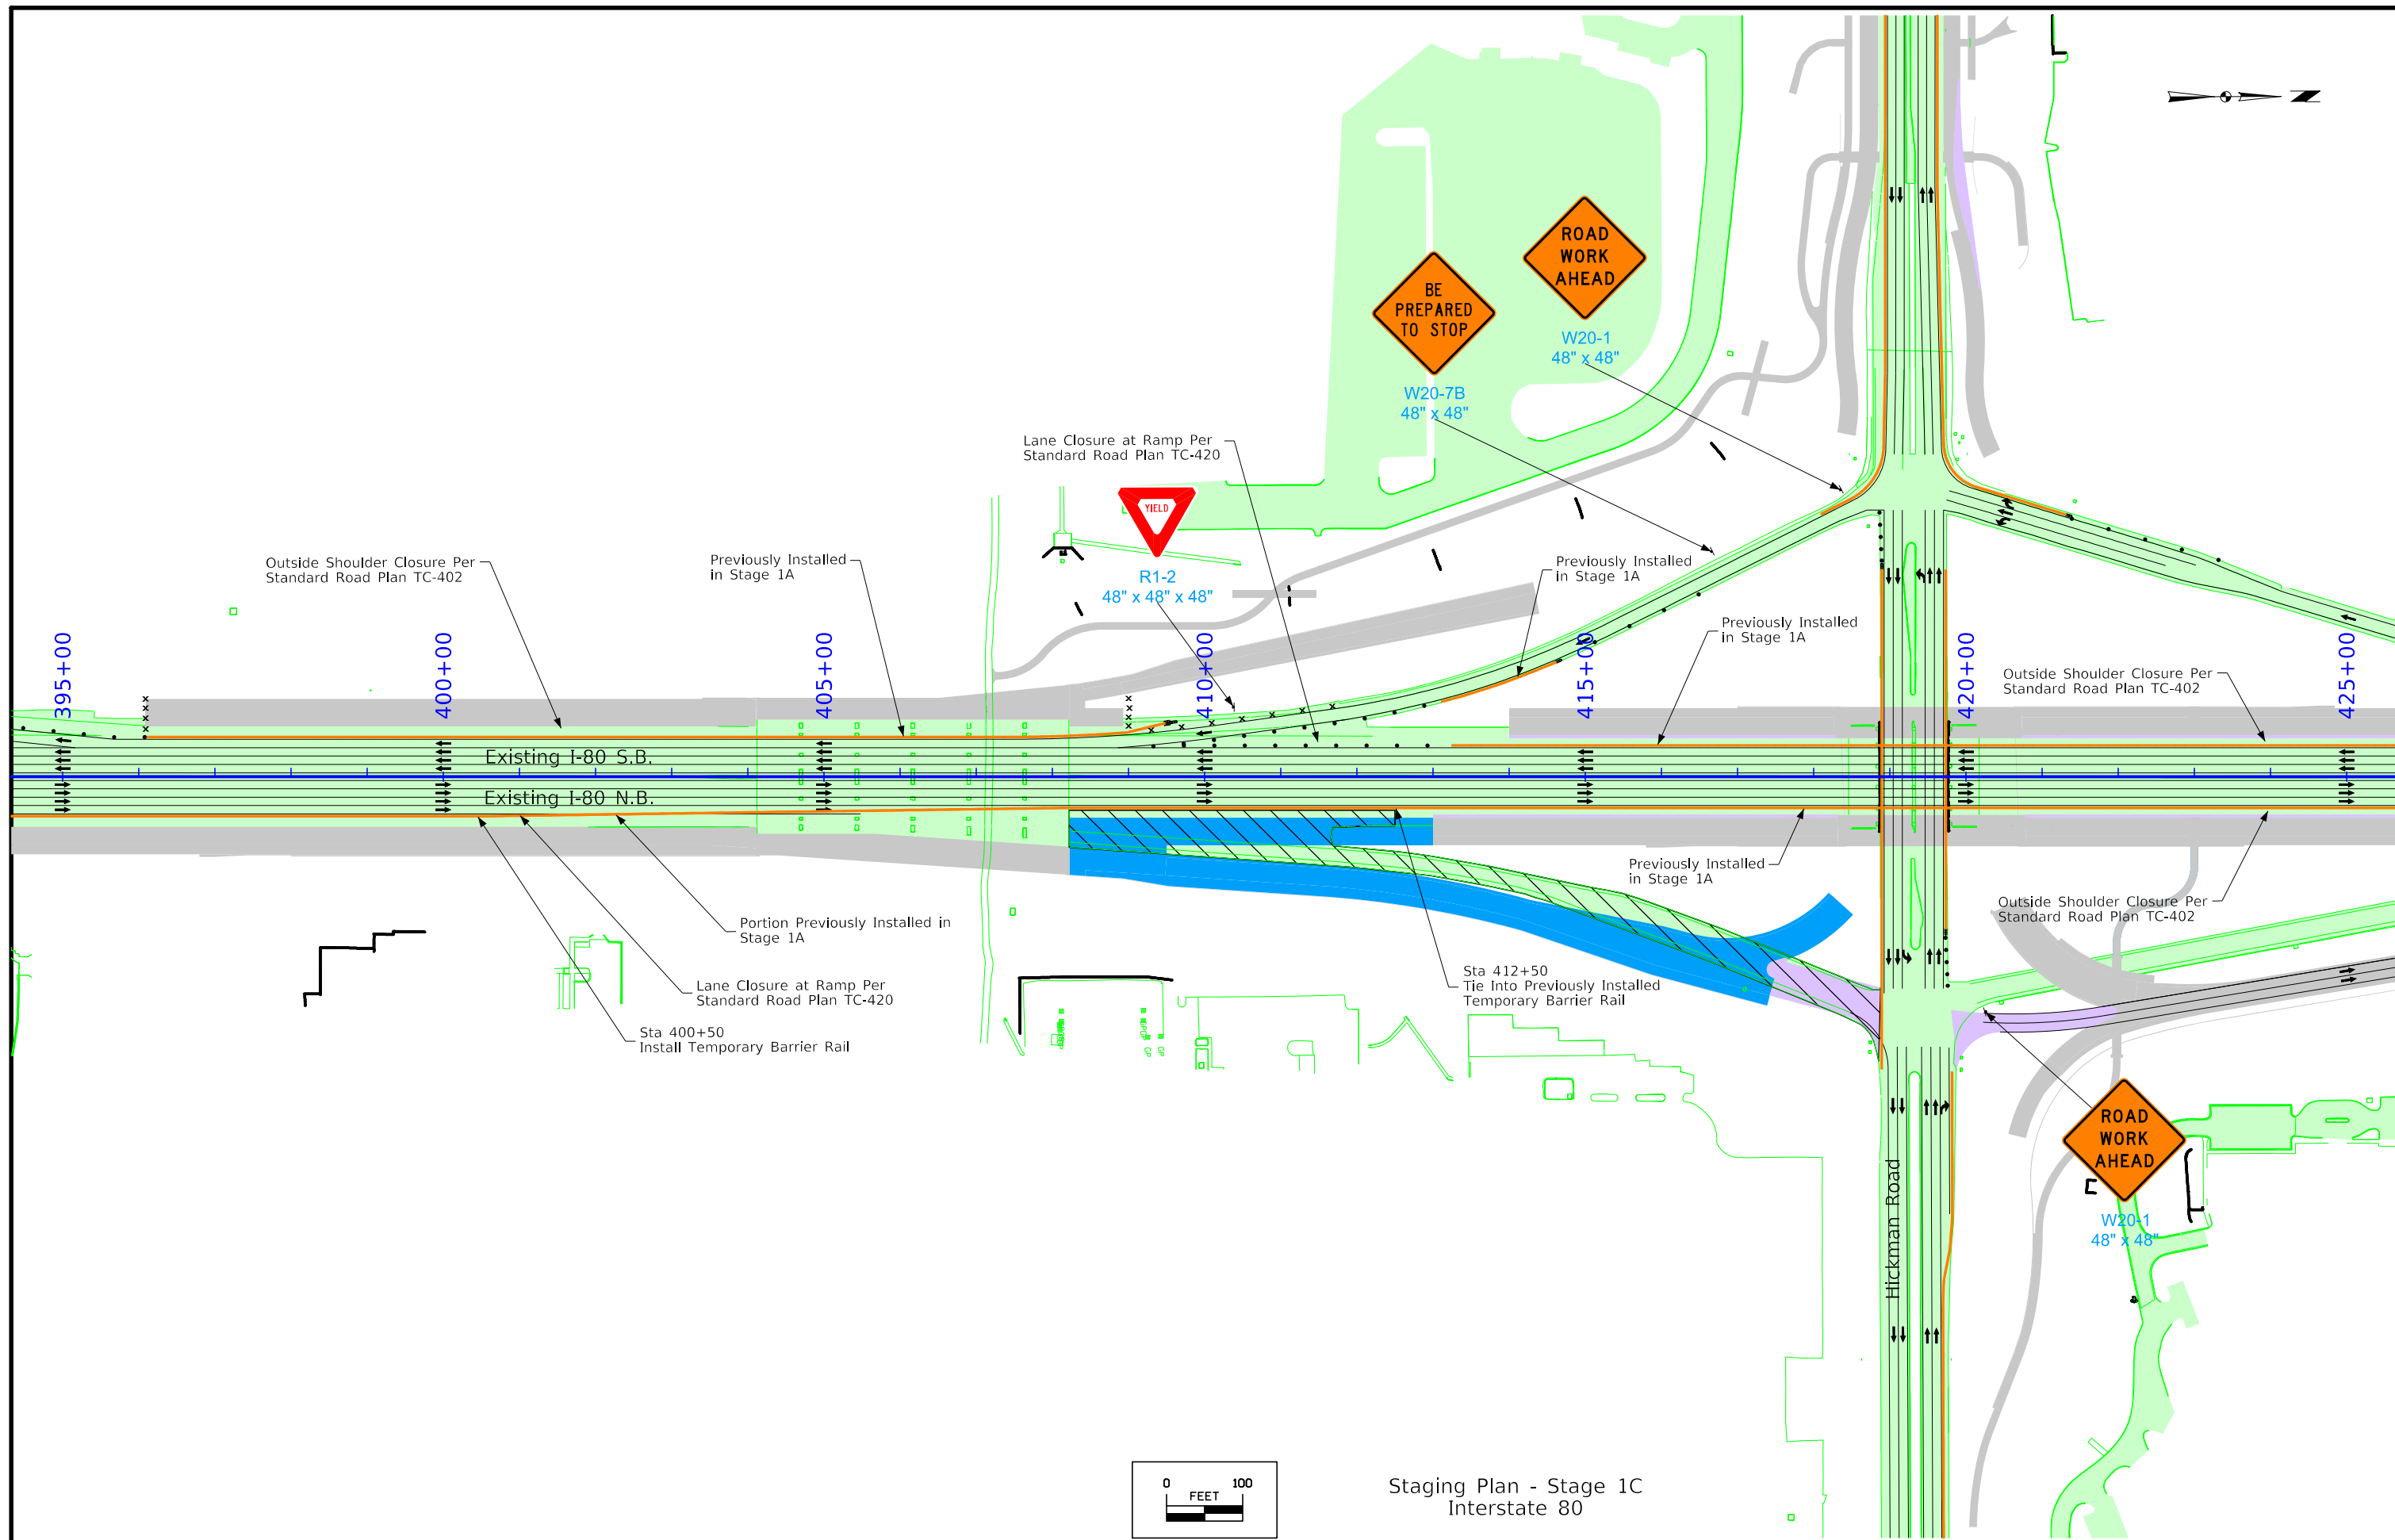 ROAD
WORK
AHEAD
W20-1
48" x 48"
BE
PREPARED
TO STOP
W20-7B
48" x 48"
Lane Closure at Ramp Per
Standard Road Plan TC-420
YIELD
R1-2
48" x 48" x 48"
Outside Shoulder Closure Per
Standard Road Plan TC-402
Previously Installed
in Stage 1A
Previously Installed
in Stage 1A
Previously Installed
in Stage 1A
Outside Shoulder Closure Per
Standard Road Plan TC-402
395+00
400+00
405+00
410+00
415+00
420+00
425+00
Existing I-80 S.B.
Existing I-80 N.B.
Previously Installed
in Stage 1A
Outside Shoulder Closure Per
Standard Road Plan TC-402
Portion Previously Installed in
Stage 1A
Lane Closure at Ramp Per
Standard Road Plan TC-420
Sta 400+50
Install Temporary Barrier Rail
Sta 412+50
Tie Into Previously Installed
Temporary Barrier Rail
GP
GP
Hickman Road
ROAD
WORK
AHEAD
W20-1
48" x 48"
0 100
FEET
Staging Plan - Stage 1C
Interstate 80